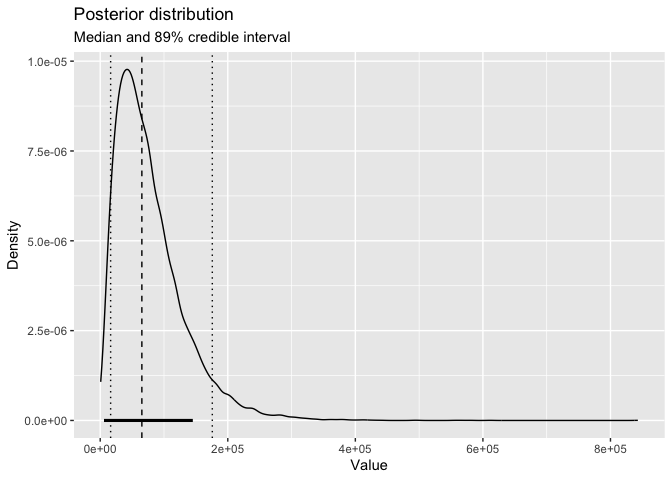 Posterior distribution
Median and 89% credible interval
1.0e-05
7.5e-06
5.0e-06
2.5e-06
0.0e+00
Density
0e+00 2e+05 4e+05 6e+05 8e+05
Value